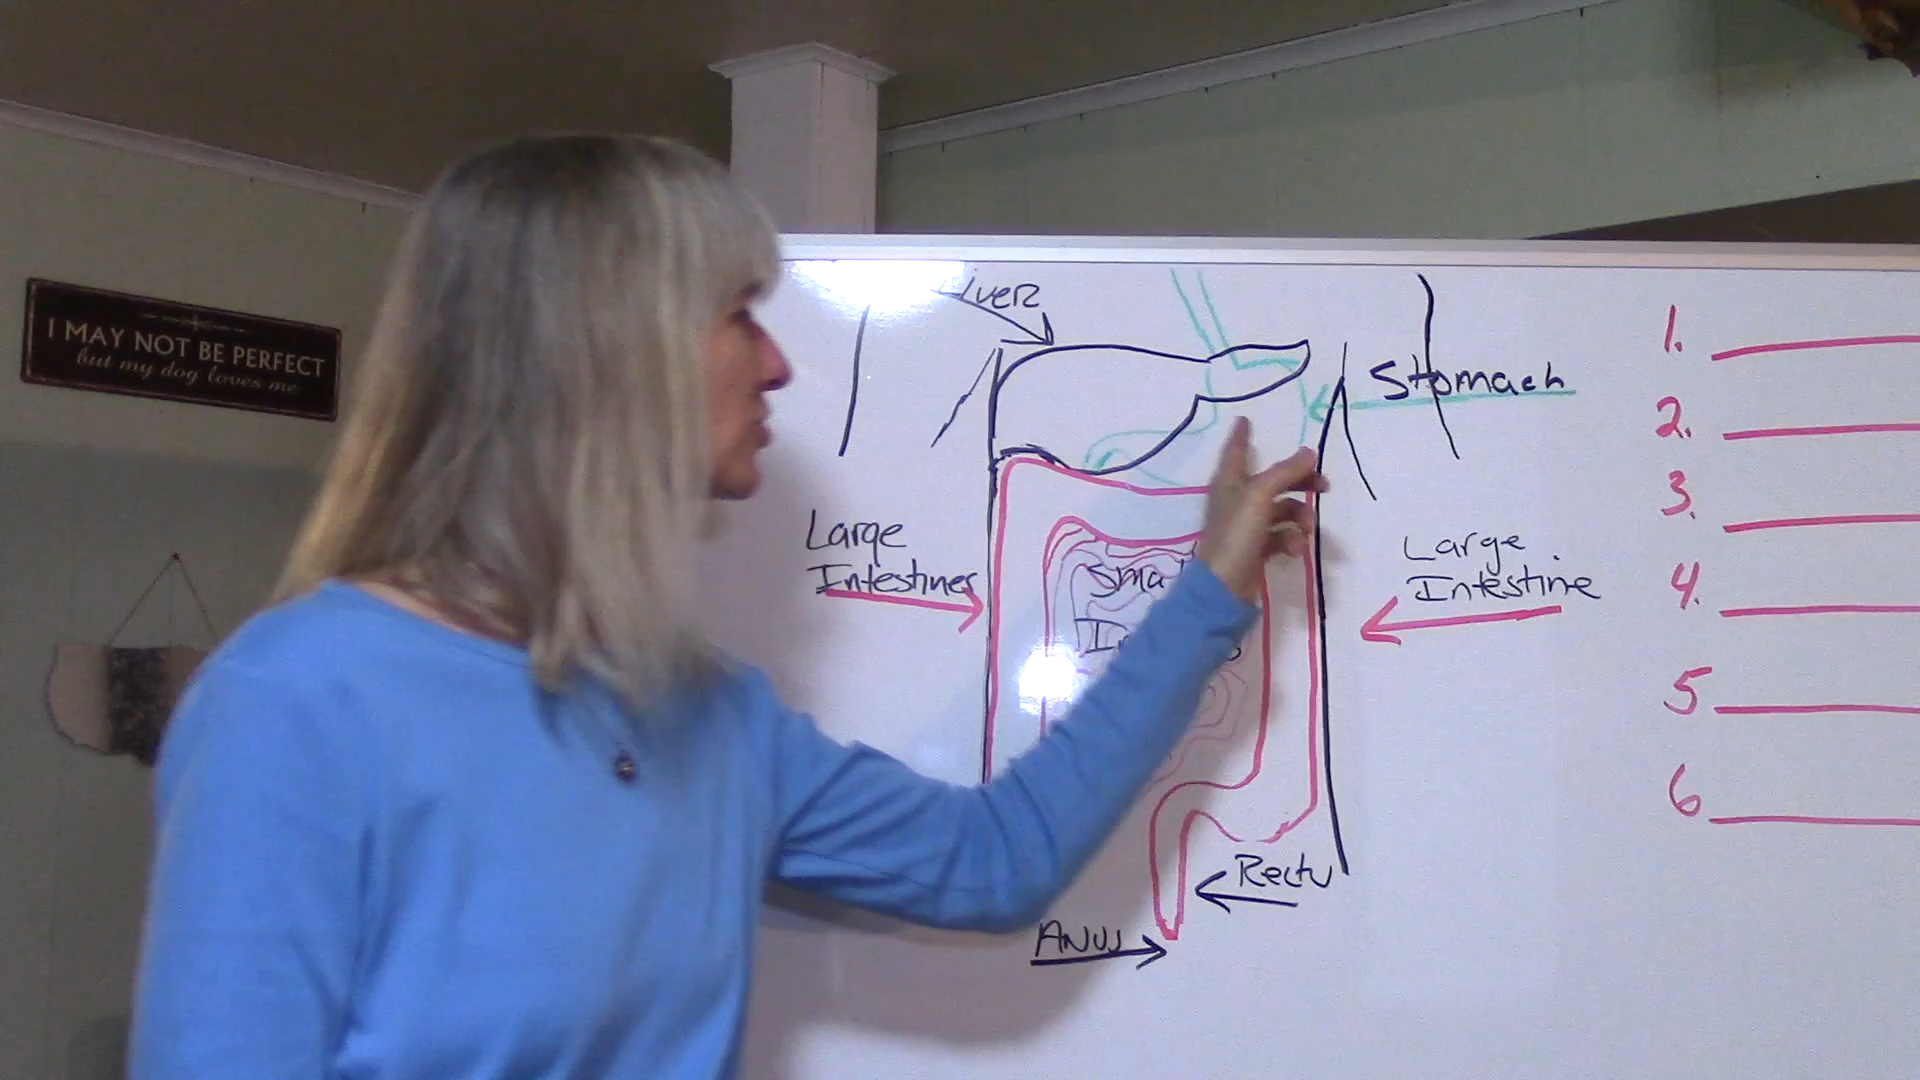 I MAY NOT BE PERFECT
but my dog loves me
Liver
Stomach
Large
Intestines
Large
Intestine
Rectu
Anus
1.
2.
3.
4.
5
6